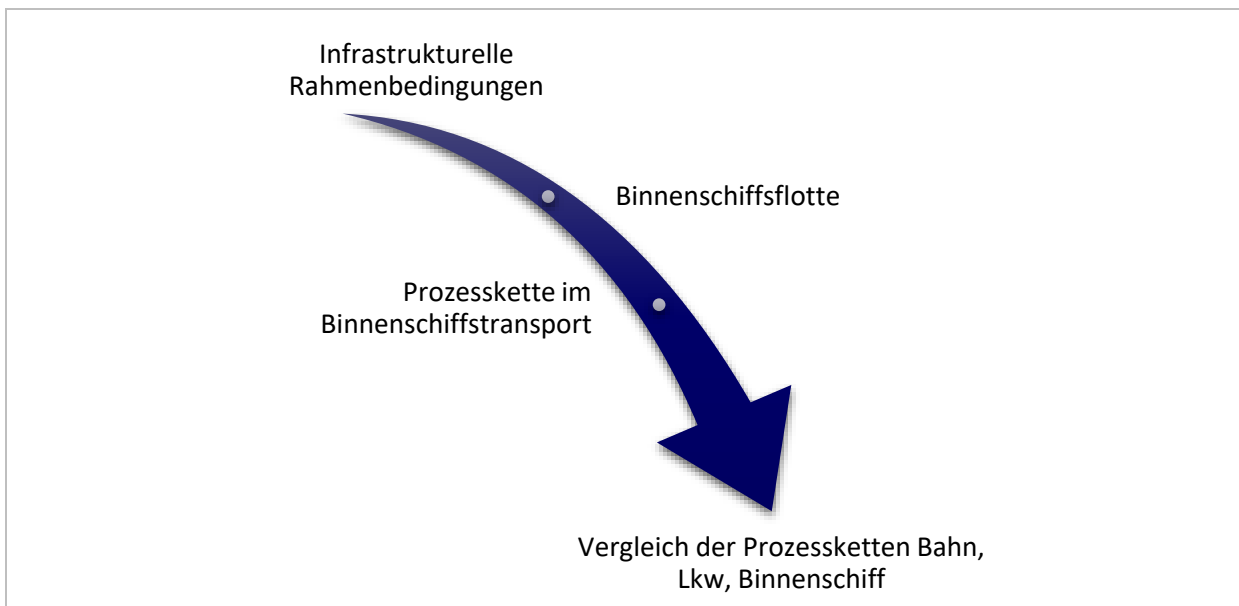 Infrastrukturelle
Rahmenbedingungen
Binnenschiffsflotte
Prozesskette im
Binnenschiffstransport
Vergleich der Prozessketten Bahn,
Lkw, Binnenschiff